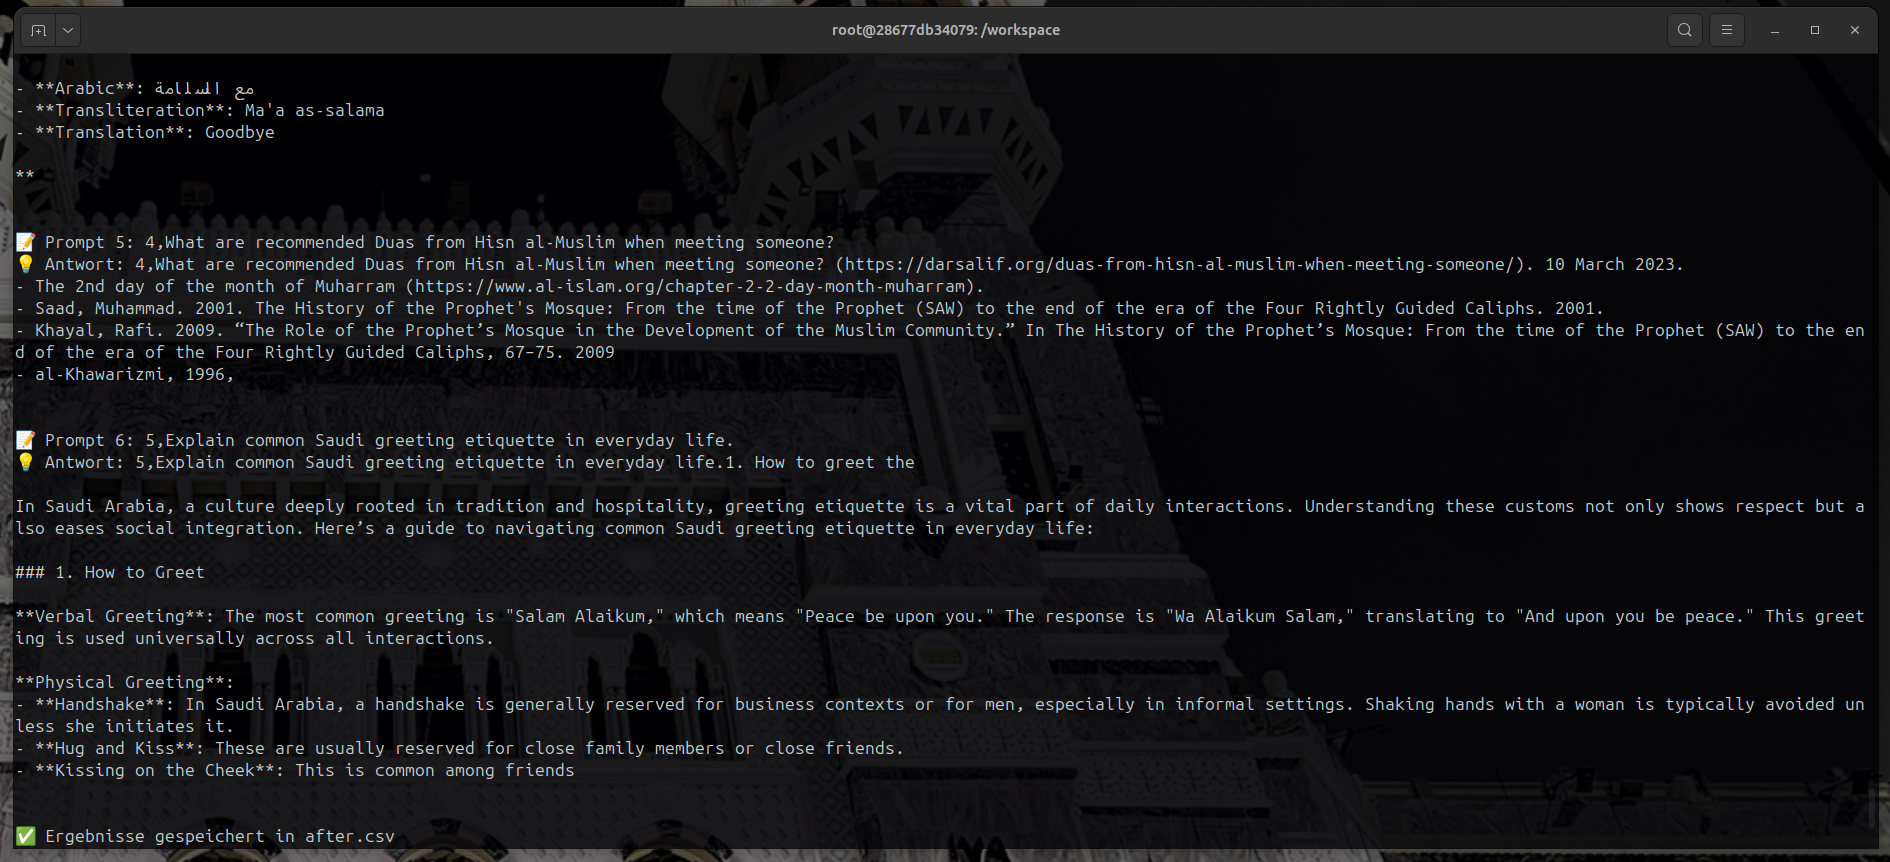 root@28677db34079: /workspace
- **Arabic**: مع السلامة
- **Transliteration**: Ma'a as-salama
- **Translation**: Goodbye
**
📝 Prompt 5: 4,What are recommended Duas from Hisn al-Muslim when meeting someone?
💡 Antwort: 4,What are recommended Duas from Hisn al-Muslim when meeting someone? (https://darsalif.org/duas-from-hisn-al-muslim-when-meeting-someone/). 10 March 2023.
- The 2nd day of the month of Muharram (https://www.al-islam.org/chapter-2-2-day-month-muharram).
- Saad, Muhammad. 2001. The History of the Prophet's Mosque: From the time of the Prophet (SAW) to the end of the era of the Four Rightly Guided Caliphs. 2001.
- Khayal, Rafi. 2009. “The Role of the Prophet’s Mosque in the Development of the Muslim Community.” In The History of the Prophet’s Mosque: From the time of the Prophet (SAW) to the en
d of the era of the Four Rightly Guided Caliphs, 67–75. 2009
- al-Khawarizmi, 1996,
📝 Prompt 6: 5,Explain common Saudi greeting etiquette in everyday life.
💡 Antwort: 5,Explain common Saudi greeting etiquette in everyday life.1. How to greet the
In Saudi Arabia, a culture deeply rooted in tradition and hospitality, greeting etiquette is a vital part of daily interactions. Understanding these customs not only shows respect but a
lso eases social integration. Here’s a guide to navigating common Saudi greeting etiquette in everyday life:
### 1. How to Greet
**Verbal Greeting**: The most common greeting is "Salam Alaikum," which means "Peace be upon you." The response is "Wa Alaikum Salam," translating to "And upon you be peace." This greet
ing is used universally across all interactions.
**Physical Greeting**:
- **Handshake**: In Saudi Arabia, a handshake is generally reserved for business contexts or for men, especially in informal settings. Shaking hands with a woman is typically avoided un
less she initiates it.
- **Hug and Kiss**: These are usually reserved for close family members or close friends.
- **Kissing on the Cheek**: This is common among friends
✅ Ergebnisse gespeichert in after.csv